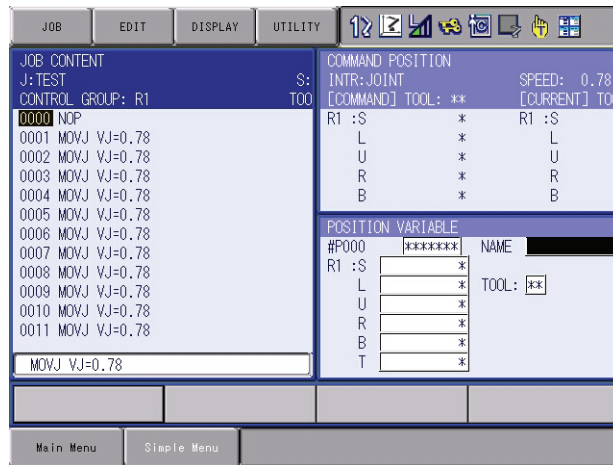 JOB EDIT DISPLAY UTILITY 12
JOB CONTENT
J:TEST S:
CONTROL GROUP: R1 TOO
0000 NOP
0001 MOVJ VJ=0.78
0002 MOVJ VJ=0.78
0003 MOVJ VJ=0.78
0004 MOVJ VJ=0.78
0005 MOVJ VJ=0.78
0006 MOVJ VJ=0.78
0007 MOVJ VJ=0.78
0008 MOVJ VJ=0.78
0009 MOVJ VJ=0.78
0010 MOVJ VJ=0.78
0011 MOVJ VJ=0.78
MOVJ VJ=0.78
COMMAND POSITION
INTR:JOINT SPEED: 0.78
[COMMAND] TOOL: ** [CURRENT] TO
R1 :S * R1 :S
L * L
U * U
R * R
B * B
POSITION VARIABLE
#P000 ******* NAME
R1 :S *
L * TOOL: **
U *
R *
B *
T *
Main Menu Simple Menu